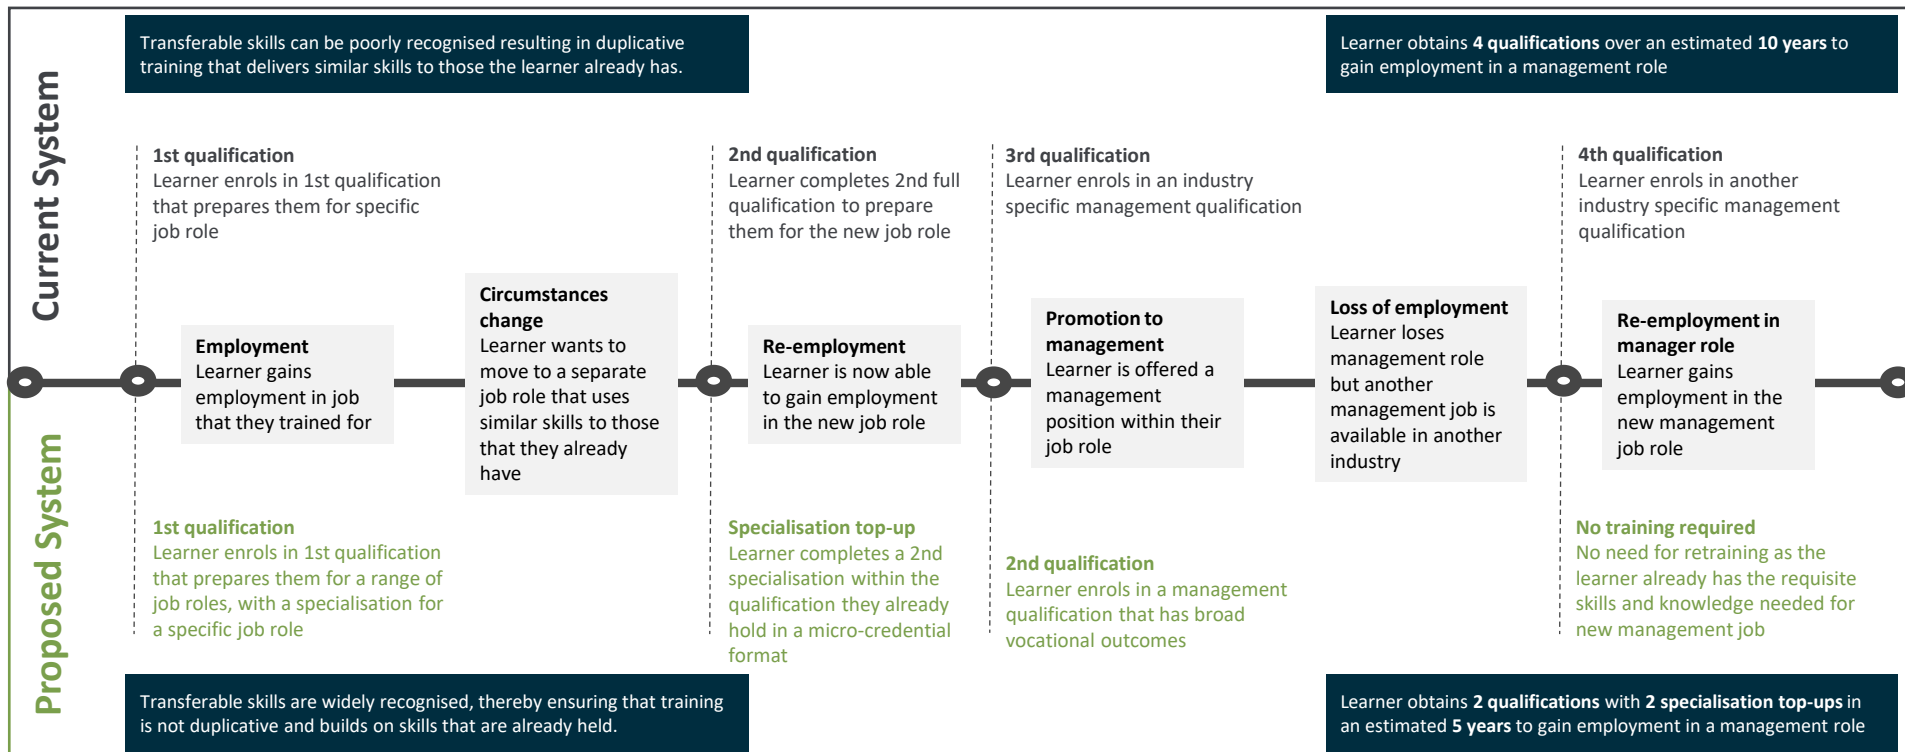 Current System
Transferable skills can be poorly recognised resulting in duplicative
training that delivers similar skills to those the learner already has.
Learner obtains 4 qualifications over an estimated 10 years to
gain employment in a management role
1st qualification
Learner enrols in 1st qualification
that prepares them for specific
job role
2nd qualification
Learner completes 2nd full
qualification to prepare
them for the new job role
3rd qualification
Learner enrols in an industry
specific management qualification
4th qualification
Learner enrols in another
industry specific management
qualification
Employment
Learner gains
employment in job
that they trained for
Circumstances
change
Learner wants to
move to a separate
job role that uses
similar skills to those
that they already
have
Re-employment
Learner is now able
to gain employment
in the new job role
Promotion to
management
Learner is offered a
management
position within their
job role
Loss of employment
Learner loses
management role
but another
management job is
available in another
industry
Re-employment in
manager role
Learner gains
employment in the
new management
job role
Proposed System
1st qualification
Learner enrols in 1st qualification
that prepares them for a range of
job roles, with a specialisation for
a specific job role
Specialisation top-up
Learner completes a 2nd
specialisation within the
qualification they already
hold in a micro-credential
format
2nd qualification
Learner enrols in a management
qualification that has broad
vocational outcomes
No training required
No need for retraining as the
learner already has the requisite
skills and knowledge needed for
new management job
Transferable skills are widely recognised, thereby ensuring that training
is not duplicative and builds on skills that are already held.
Learner obtains 2 qualifications with 2 specialisation top-ups in
an estimated 5 years to gain employment in a management role